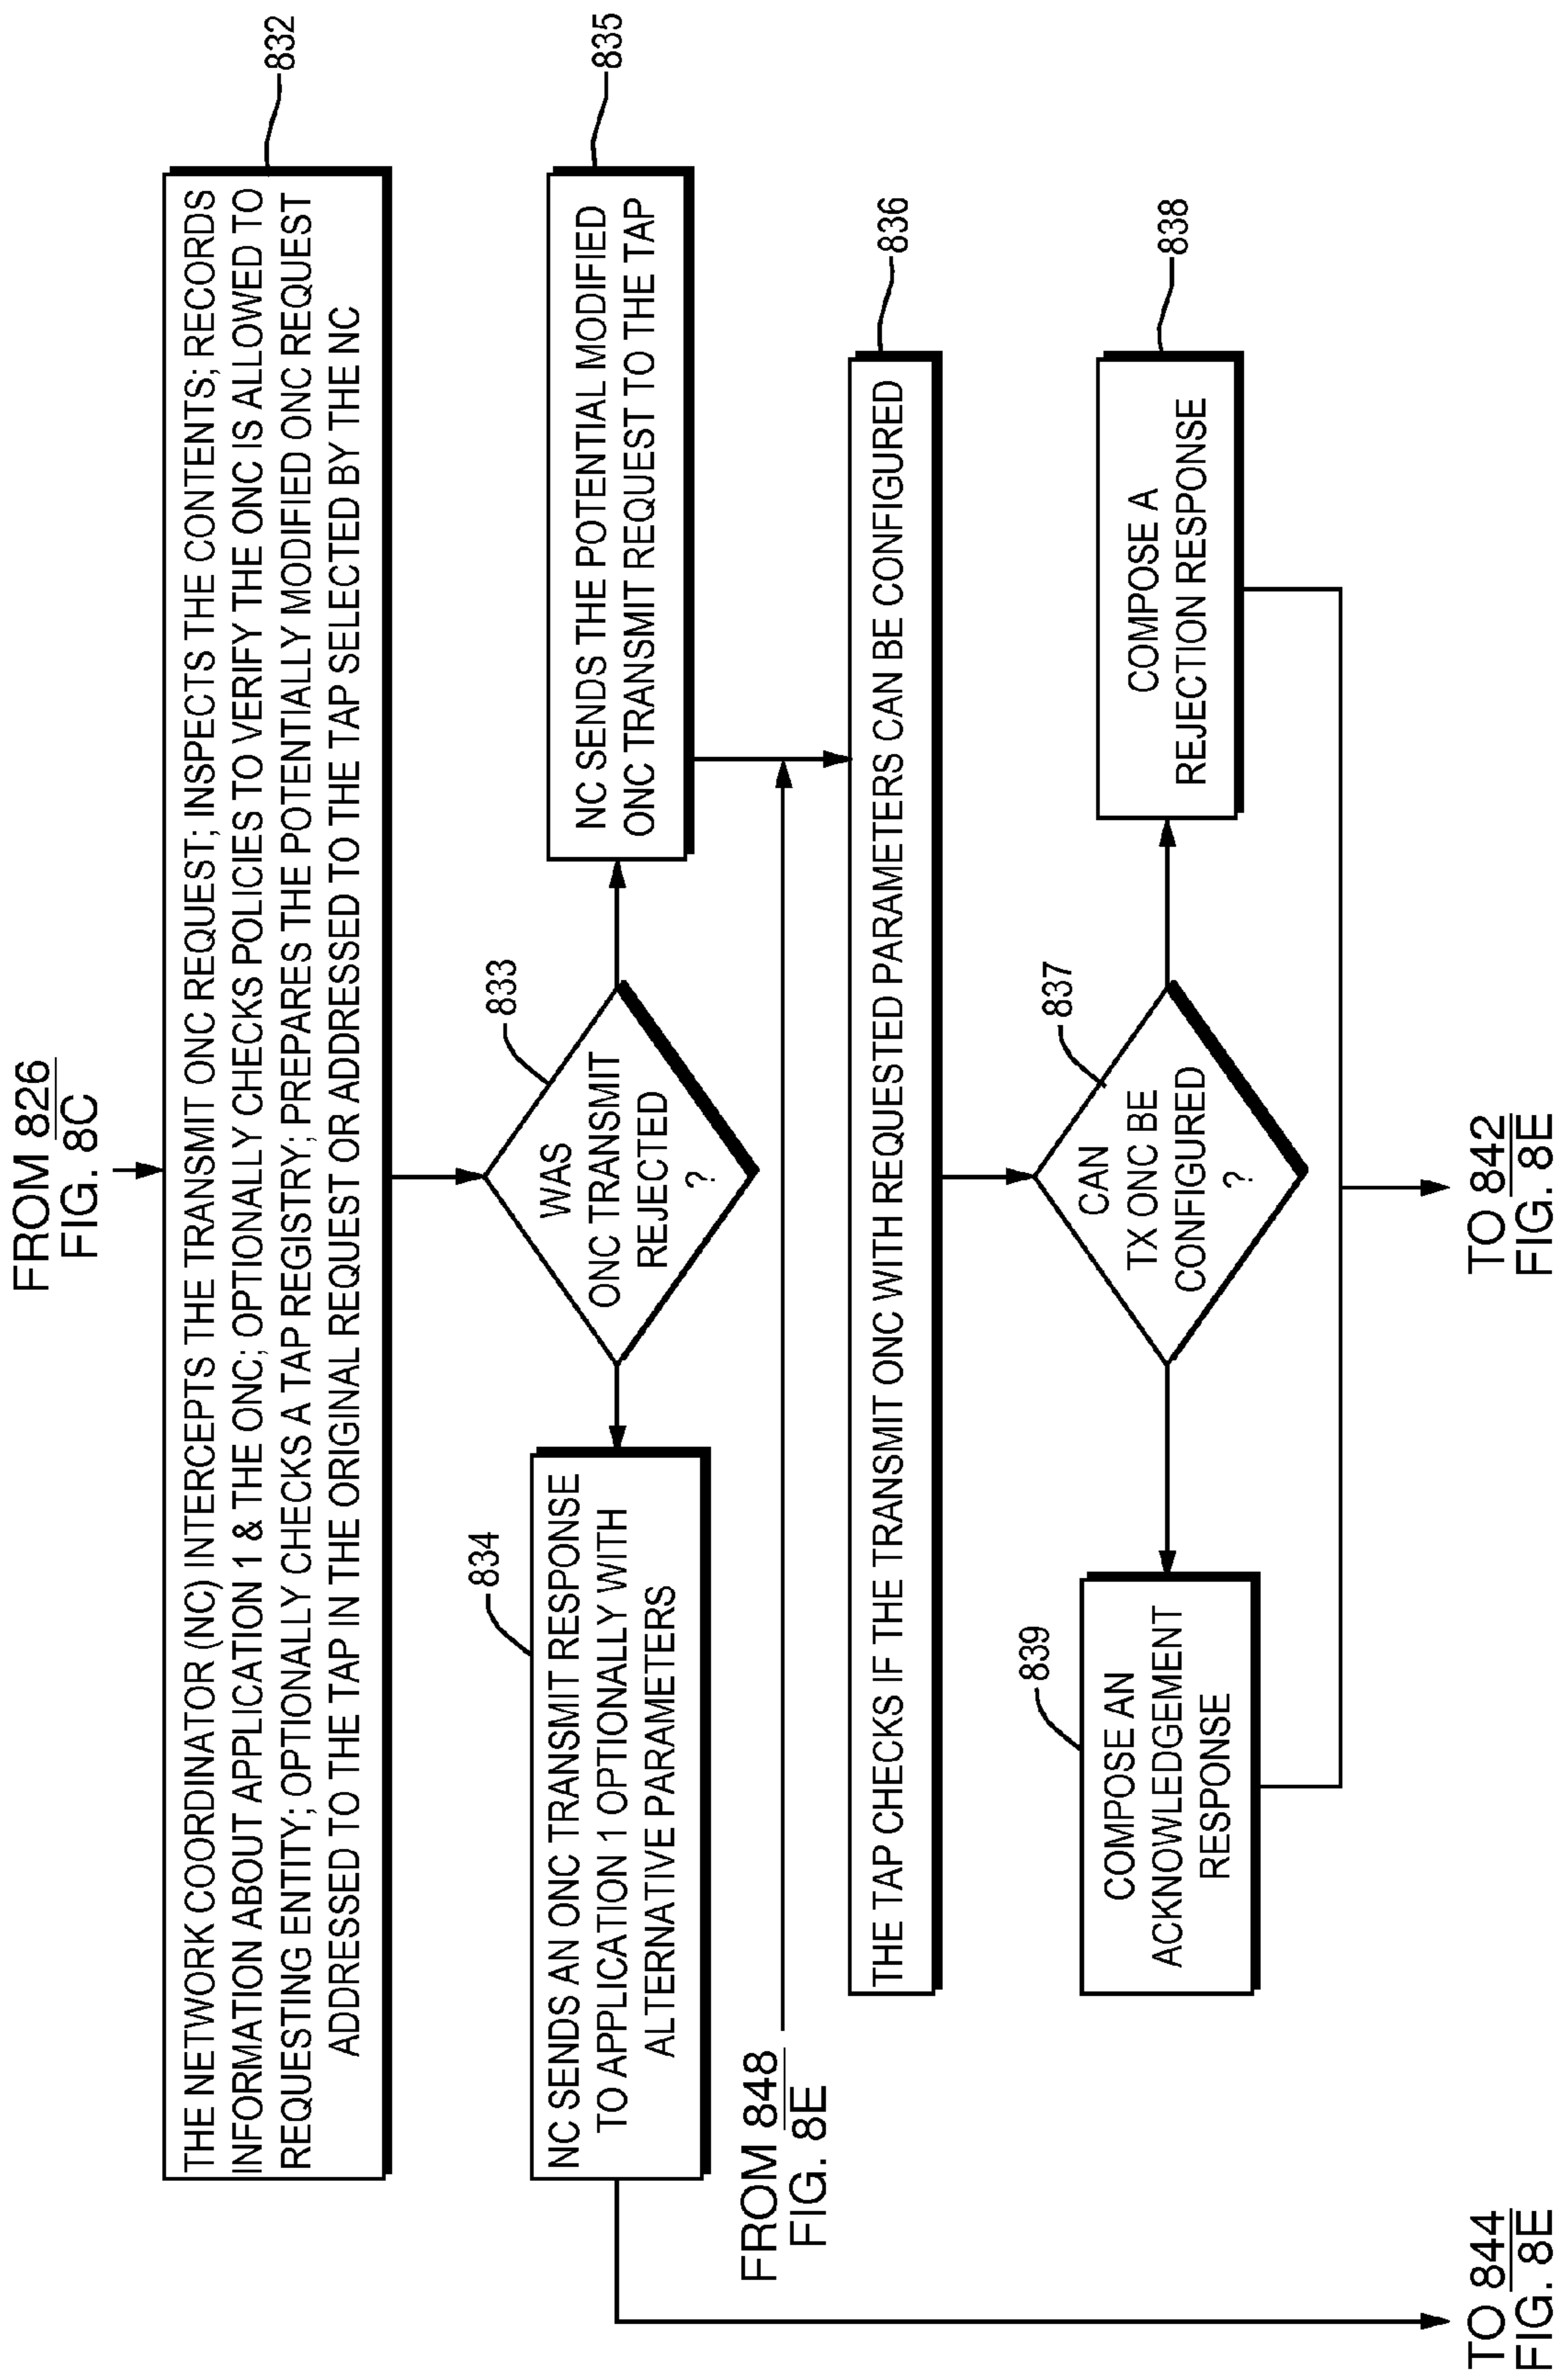 FROM 826
FIG. 8C
THE NETWORK COORDINATOR (NC) INTERCEPTS THE TRANSMIT ONC REQUEST; INSPECTS THE CONTENTS; RECORDS
INFORMATION ABOUT APPLICATION 1 & THE ONC; OPTIONALLY CHECKS POLICIES TO VERIFY THE ONC IS ALLOWED TO
REQUESTING ENTITY; OPTIONALLY CHECKS A TAP REGISTRY; PREPARES THE POTENTIALLY MODIFIED ONC REQUEST
ADDRESSED TO THE TAP IN THE ORIGINAL REQUEST OR ADDRESSED TO THE TAP SELECTED BY THE NC
832
834
NC SENDS AN ONC TRANSMIT RESPONSE
TO APPLICATION 1 OPTIONALLY WITH
ALTERNATIVE PARAMETERS
833
WAS
ONC TRANSMIT
REJECTED
?
835
NC SENDS THE POTENTIAL MODIFIED
ONC TRANSMIT REQUEST TO THE TAP
FROM 848
FIG. 8E
836
THE TAP CHECKS IF THE TRANSMIT ONC WITH REQUESTED PARAMETERS CAN BE CONFIGURED
839
COMPOSE AN
ACKNOWLEDGEMENT
RESPONSE
837
CAN
TX ONC BE
CONFIGURED
?
838
COMPOSE A
REJECTION RESPONSE
TO 844
FIG. 8E
TO 842
FIG. 8E